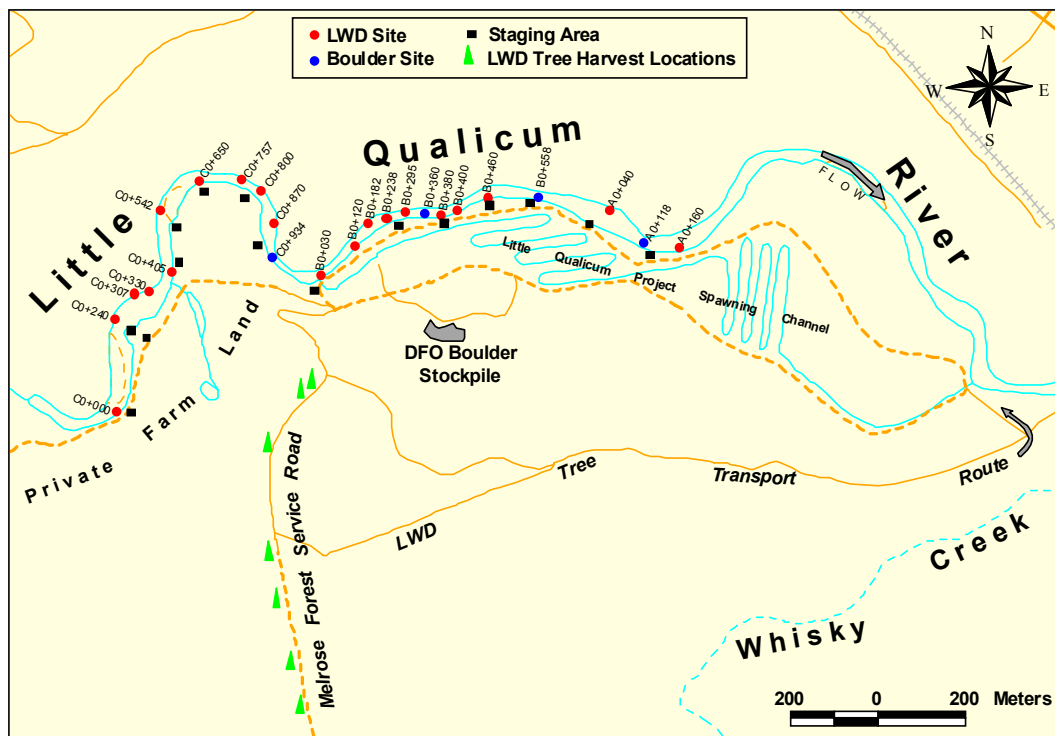 LWD Site
Staging Area
Boulder Site
LWD Tree Harvest Locations
N
W
E
S
Little
Qualicum
River
FLOW
C0+650
C0+757
C0+800
C0+542
C0+870
C0+934
C0+405
C0+330
C0+307
C0+240
C0+000
B0+030
B0+120
B0+182
B0+238
B0+295
B0+360
B0+380
B0+400
B0+460
B0+558
A0+040
A0+118
A0+160
Little
Qualicum
Project
Spawning
Channel
DFO Boulder
Stockpile
Private Farm Land
Melrose Forest Service Road
LWD Tree Transport Route
Whisky Creek
200 0 200 Meters